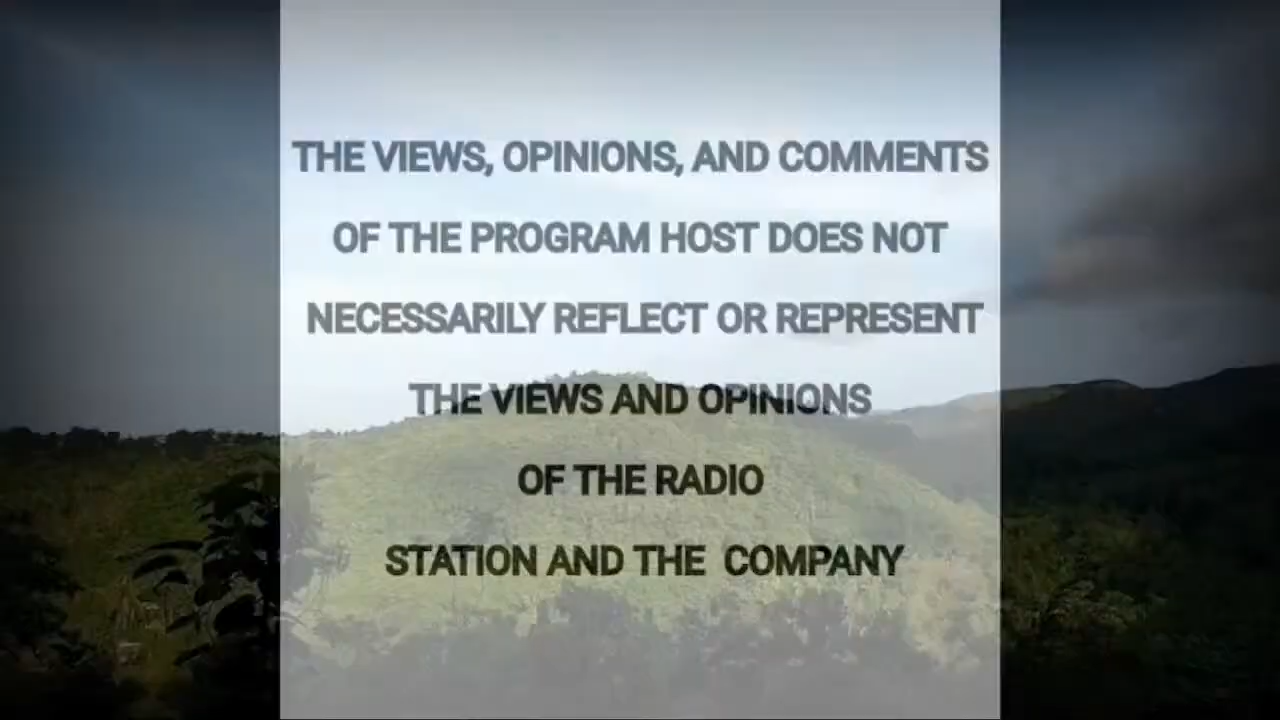 THE VIEWS, OPINIONS, AND COMMENTS
OF THE PROGRAM HOST DOES NOT
NECESSARILY REFLECT OR REPRESENT
THE VIEWS AND OPINIONS
OF THE RADIO
STATION AND THE COMPANY